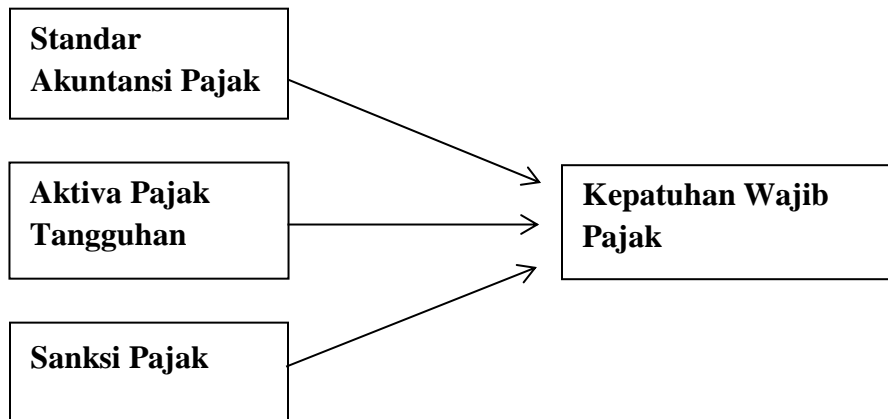 Standar
Akuntansi Pajak
Aktiva Pajak
Tangguhan
Kepatuhan Wajib
Pajak
Sanksi Pajak